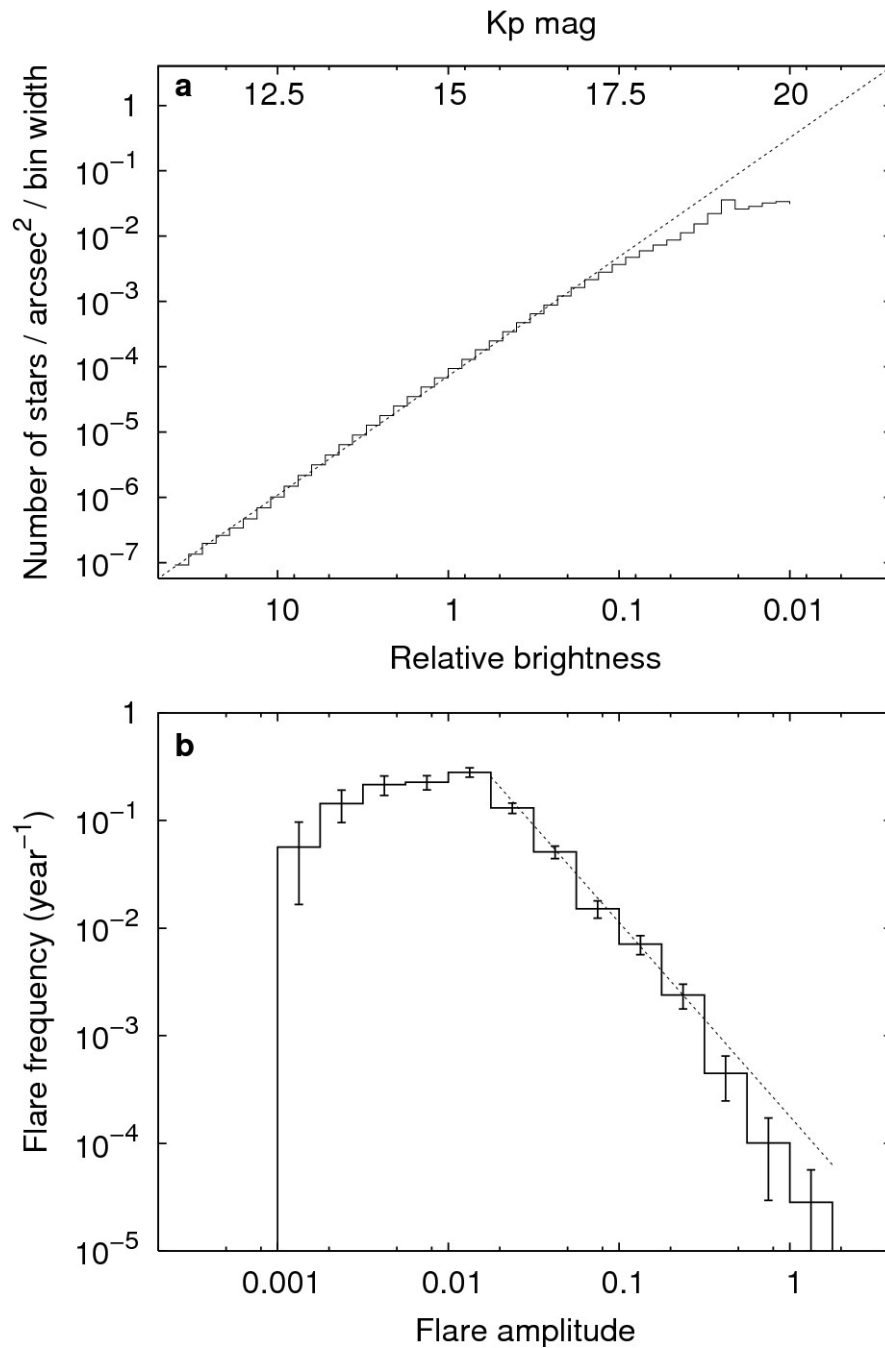 Kp mag
a
12.5 15 17.5 20
Number of stars / arcsec² / bin width
1
10⁻¹
10⁻²
10⁻³
10⁻⁴
10⁻⁵
10⁻⁶
10⁻⁷
10 1 0.1 0.01
Relative brightness
b
Flare frequency (year⁻¹)
1
10⁻¹
10⁻²
10⁻³
10⁻⁴
10⁻⁵
0.001 0.01 0.1 1
Flare amplitude